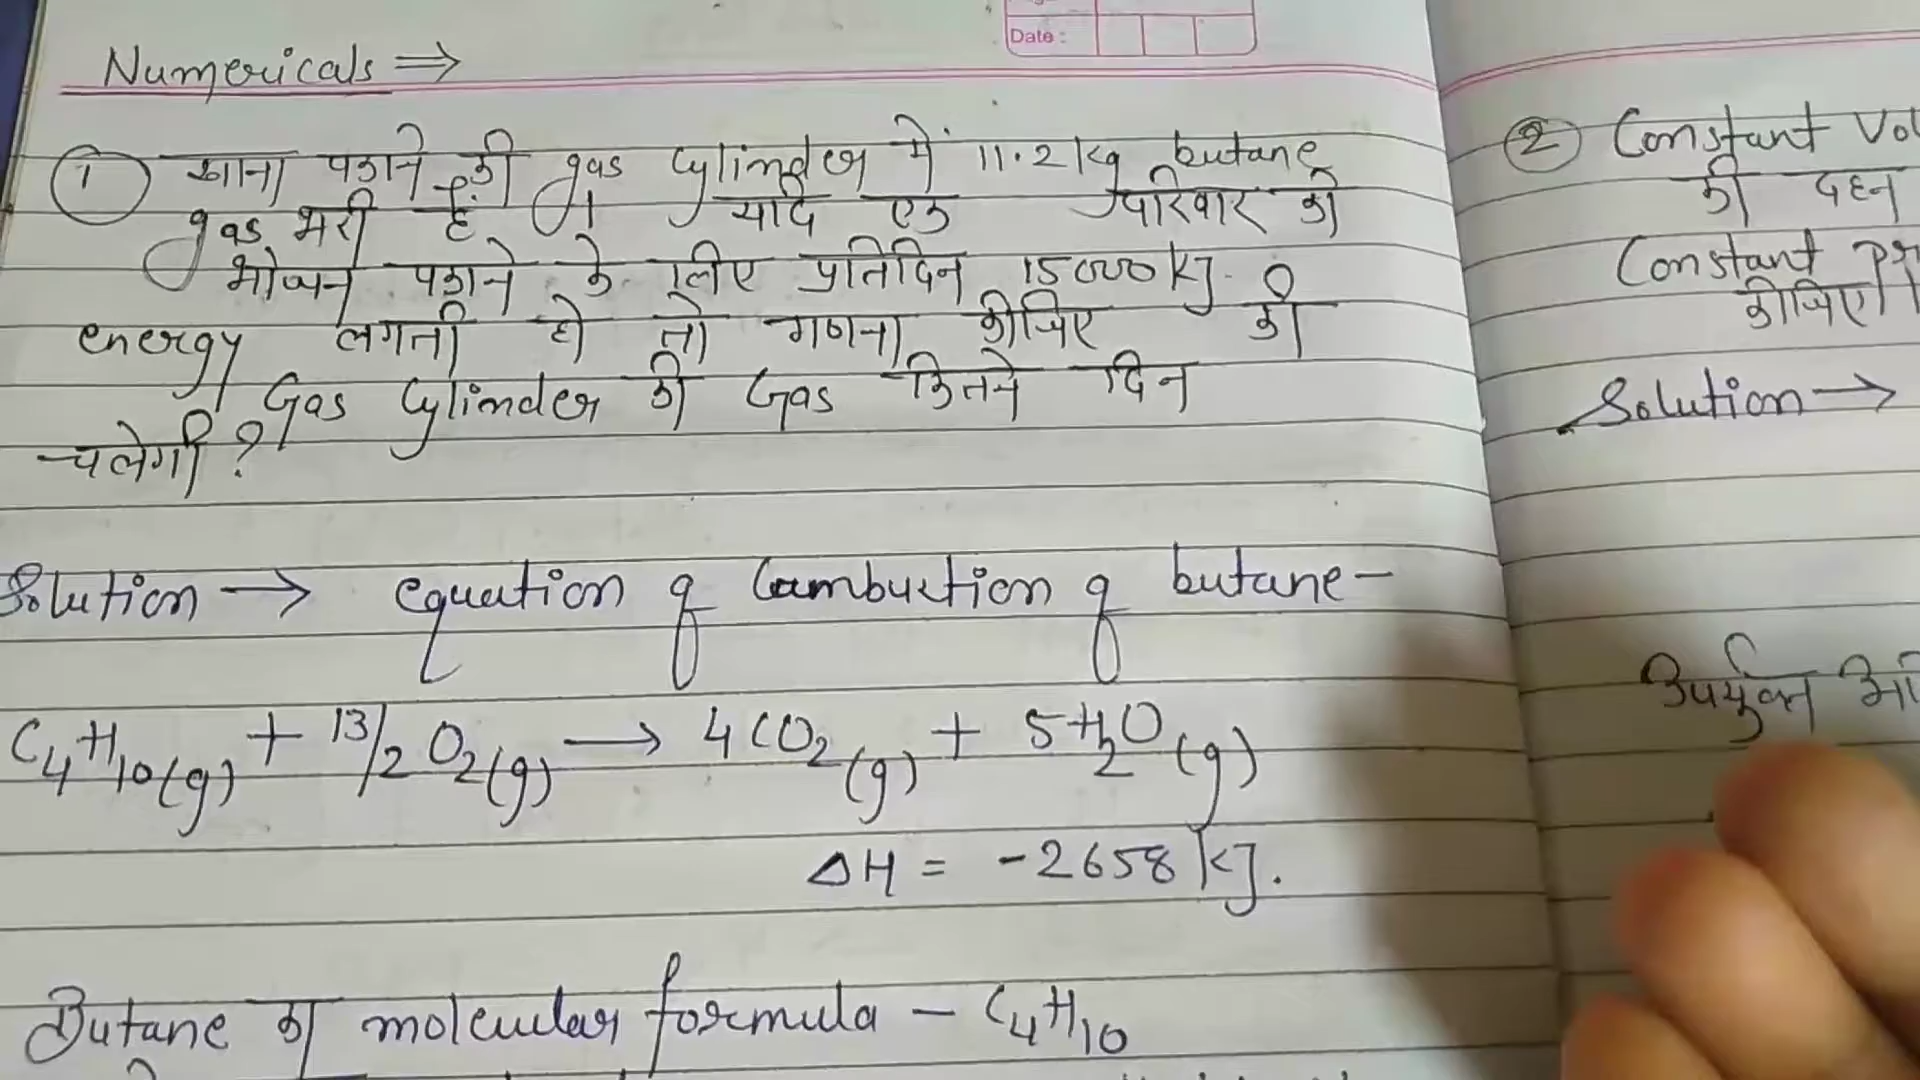 Date :
Numericals ⇒
① खाना पकाने की gas cylinder में 11.2 kg butane
gas भरी है। यदि एक परिवार को
भोजन पकाने के लिए प्रतिदिन 15000 KJ.
energy लगती हो तो गणना कीजिए की
Gas cylinder की Gas कितने दिन
चलेगी ?
Solution → equation of Combustion of butane –
C₄H₁₀(g) + 13/2 O₂(g) → 4CO₂(g) + 5H₂O(g)
ΔH = -2658 KJ.
Butane का molecular formula – C₄H₁₀
② Constant Vol
की दहन
Constant pr
कीजिए।
Solution →
उपर्युक्त